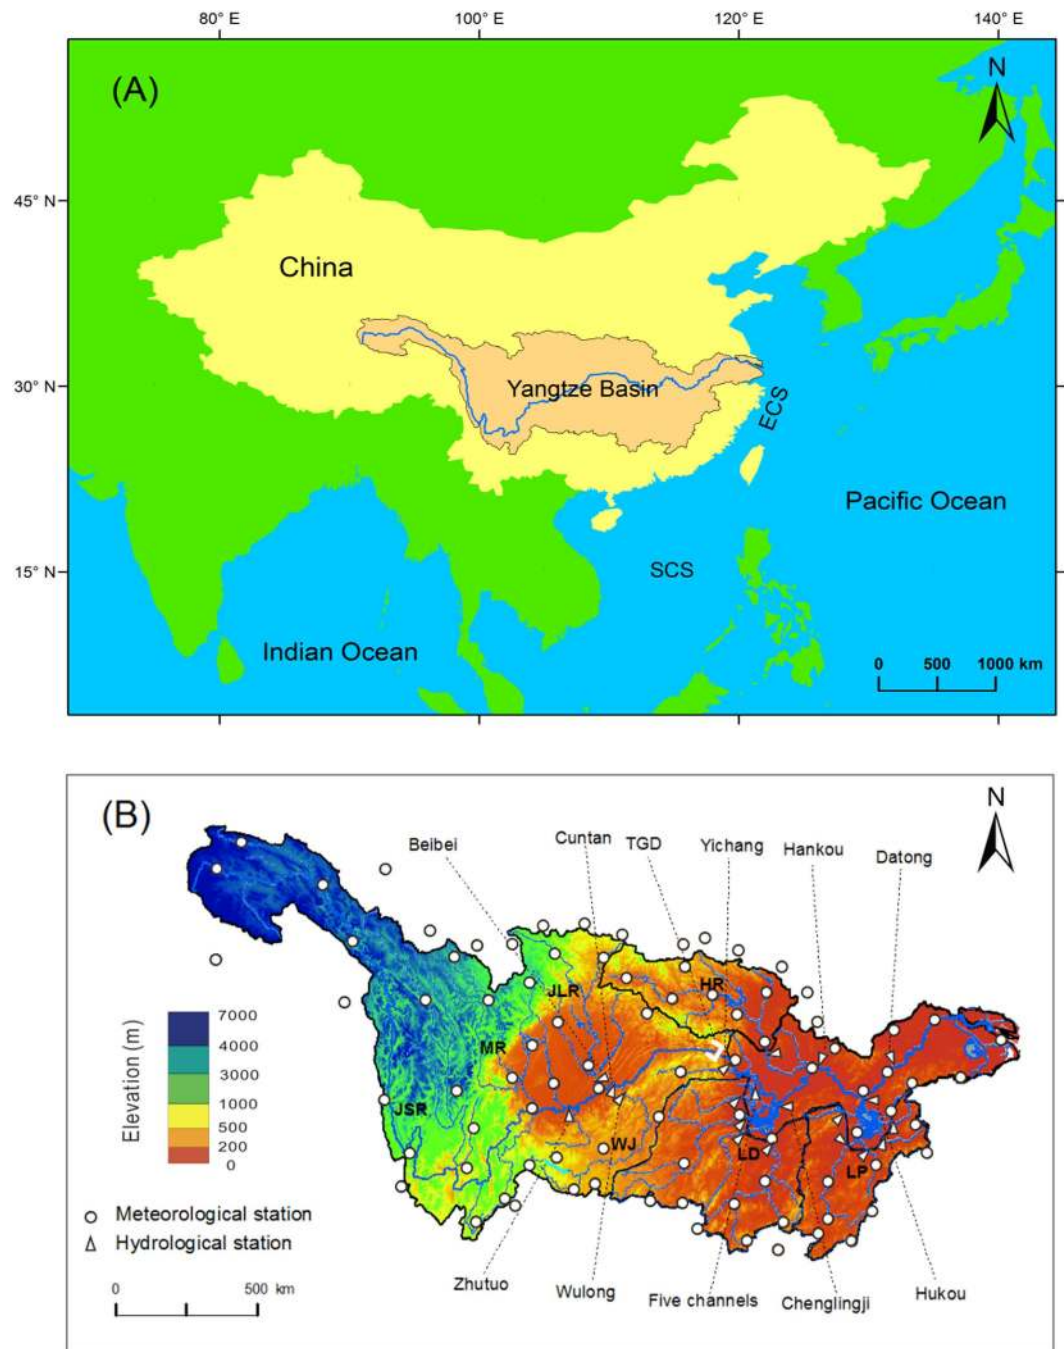 80° E 100° E 120° E 140° E
(A)
N
45° N
China
30° N
Yangtze Basin
ECS
Pacific Ocean
15° N
SCS
Indian Ocean
0 500 1000 km
(B)
N
Beibei
Cuntan
TGD
Yichang
Hankou
Datong
JLR
HR
MR
JSR
WJ
LD
LP
Elevation (m)
7000
4000
3000
1000
500
200
0
Meteorological station
Hydrological station
0 500 km
Zhutuo
Wulong
Five channels
Chenglingji
Hukou